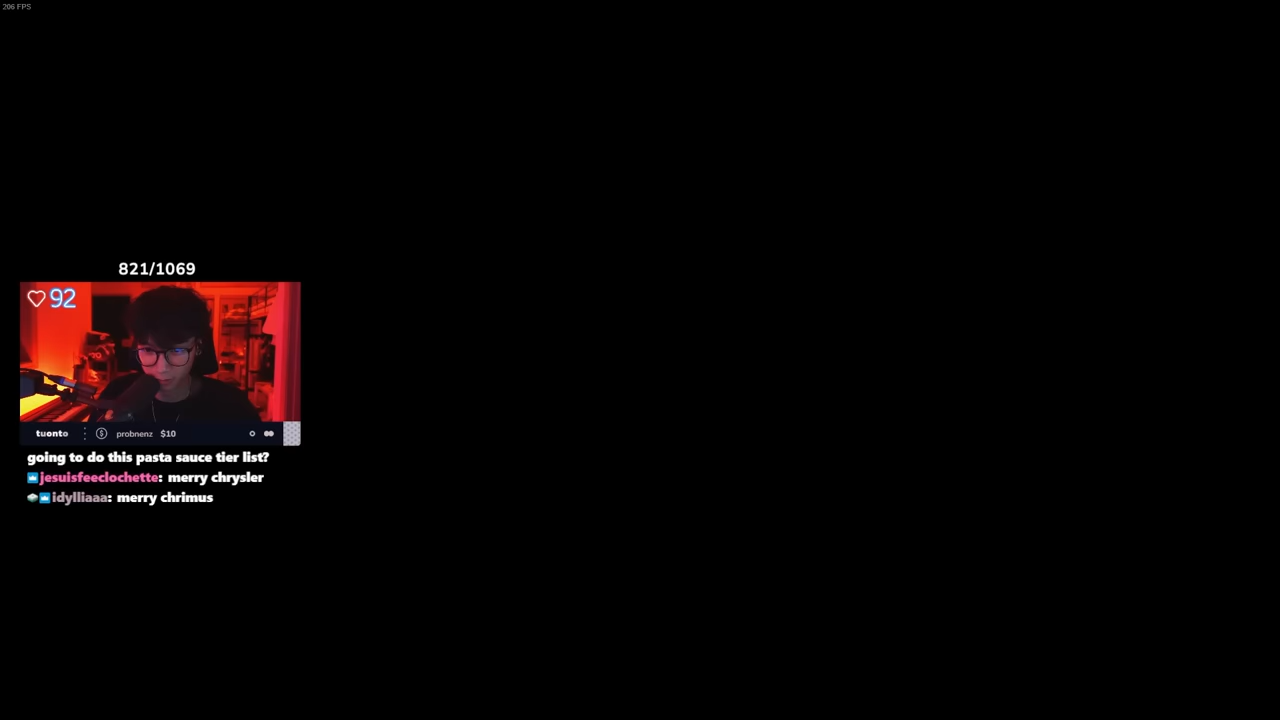 206 FPS
821/1069
92
tuonto
probnenz $10
going to do this pasta sauce tier list?
jesuisfeeclochette: merry chrysler
idylliaaa: merry chrimus